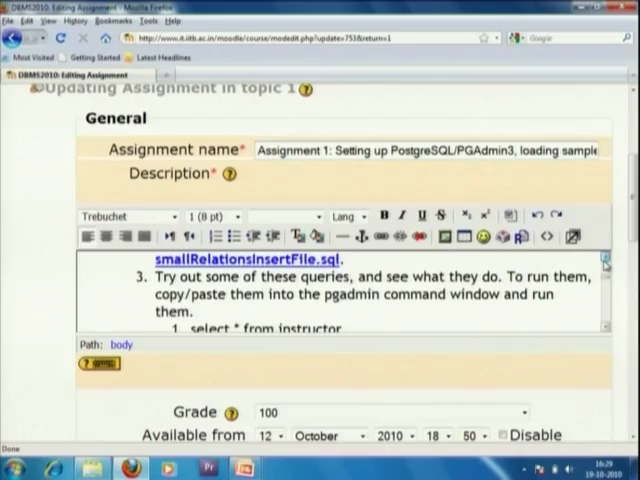 DBMS2010: Editing Assignment - Mozilla Firefox
File Edit View History Bookmarks Tools Help
http://www.it.iitb.ac.in/moodle/course/modedit.php?update=753&return=1
Google
Most Visited Getting Started Latest Headlines
DBMS2010: Editing Assignment
Updating Assignment in topic 1
General
Assignment name* Assignment 1: Setting up PostgreSQL/PGAdmin3, loading sample
Description*
Trebuchet 1 (8 pt) Lang B I U S
smallRelationsInsertFile.sql.
3. Try out some of these queries, and see what they do. To run them,
copy/paste them into the pgadmin command window and run
them.
1. select * from instructor
Path: body
Grade 100
Available from 12 October 2010 18 50 Disable
Done
16:29
19-10-2010